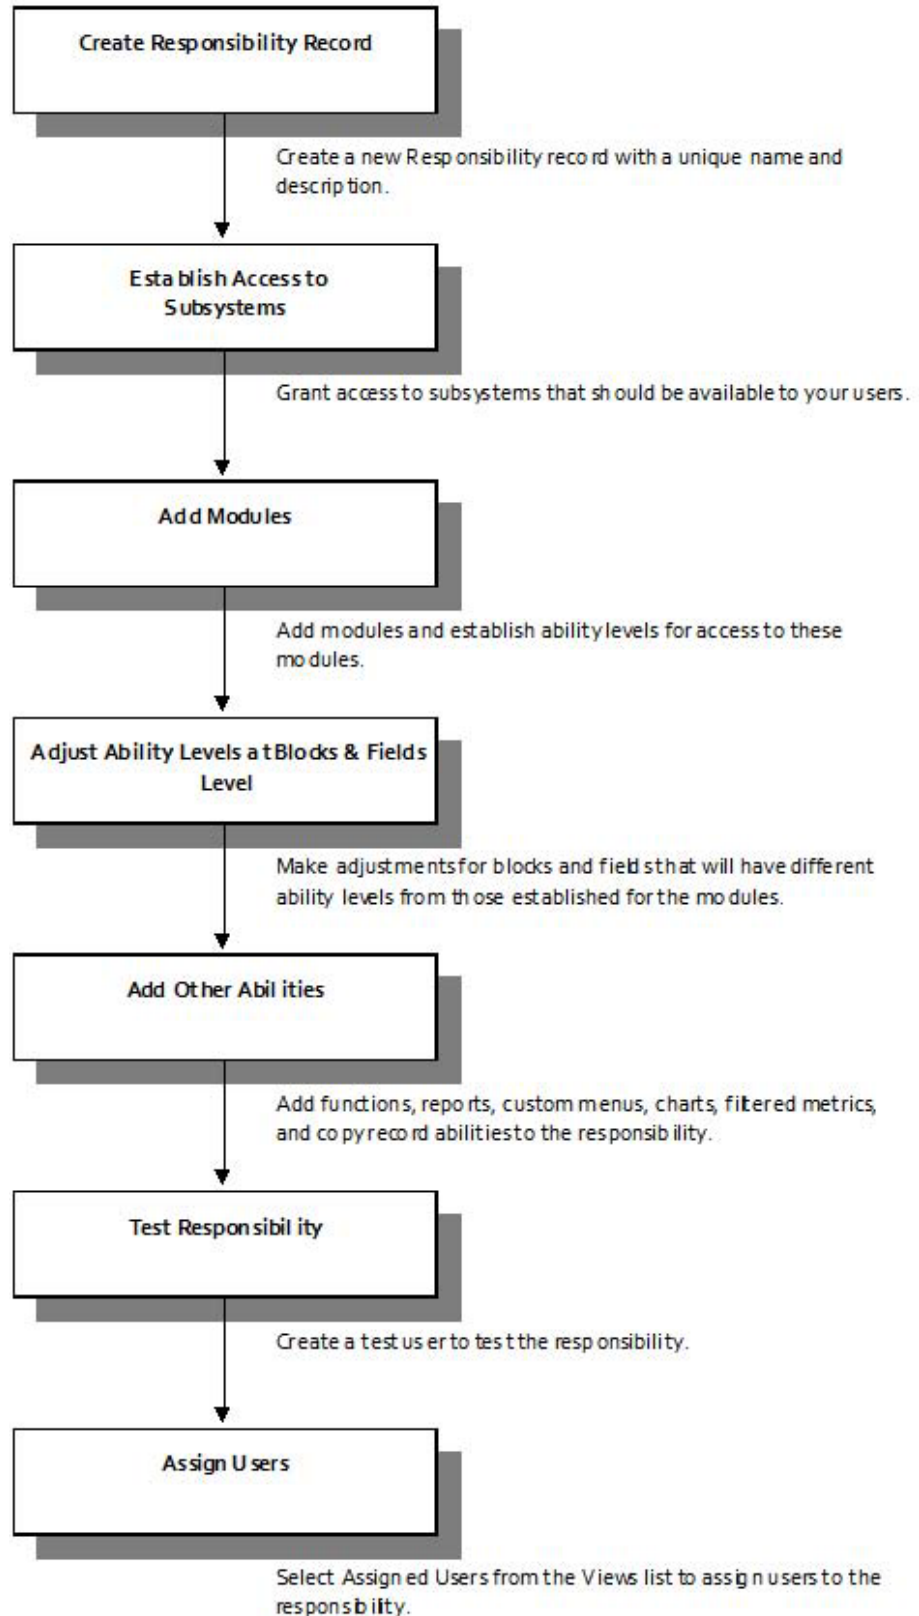 Create Responsibility Record
Create a new Responsibility record with a unique name and
description.
Establish Access to
Subsystems
Grant access to subsystems that should be available to your users.
Add Modules
Add modules and establish ability levels for access to these
modules.
Adjust Ability Levels at Blocks & Fields
Level
Make adjustments for blocks and fields that will have different
ability levels from those established for the modules.
Add Other Abilities
Add functions, reports, custom menus, charts, filtered metrics,
and copy record abilities to the responsibility.
Test Responsibility
Create a test user to test the responsibility.
Assign Users
Select Assigned Users from the Views list to assign users to the
responsibility.